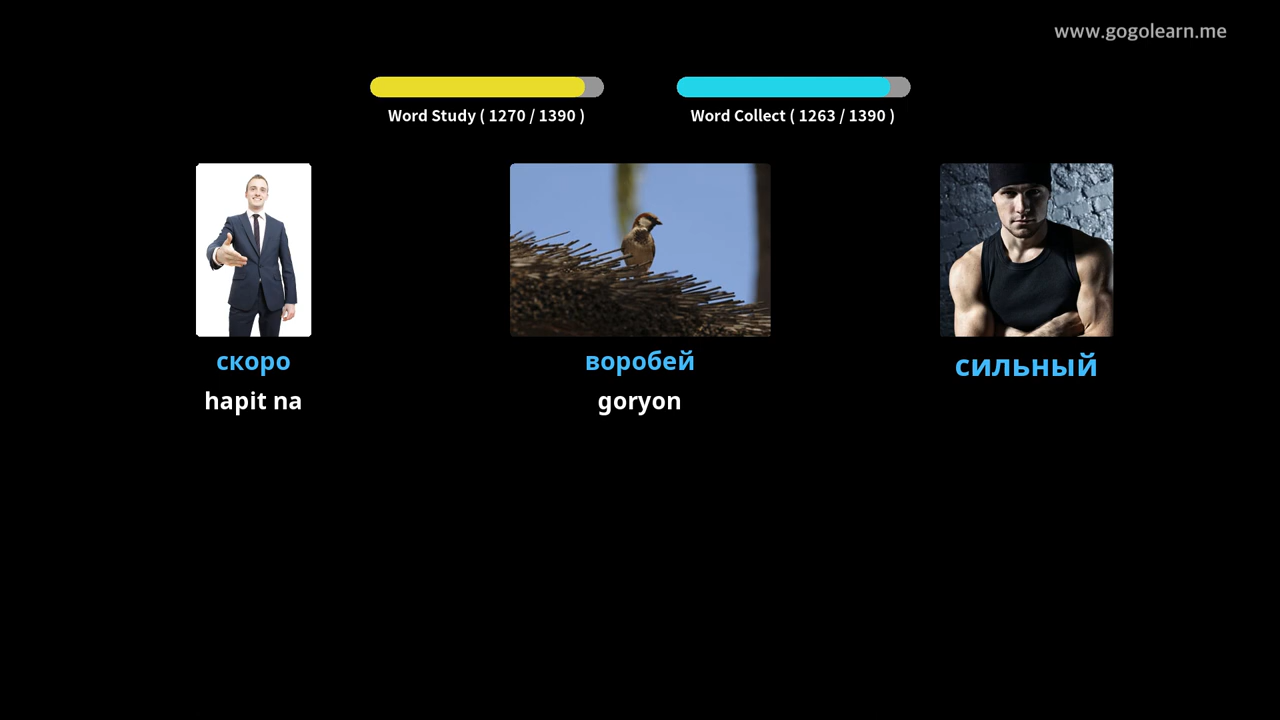 www.gogolearn.me
Word Study ( 1270 / 1390 )
Word Collect ( 1263 / 1390 )
скоро
hapit na
воробей
goryon
сильный